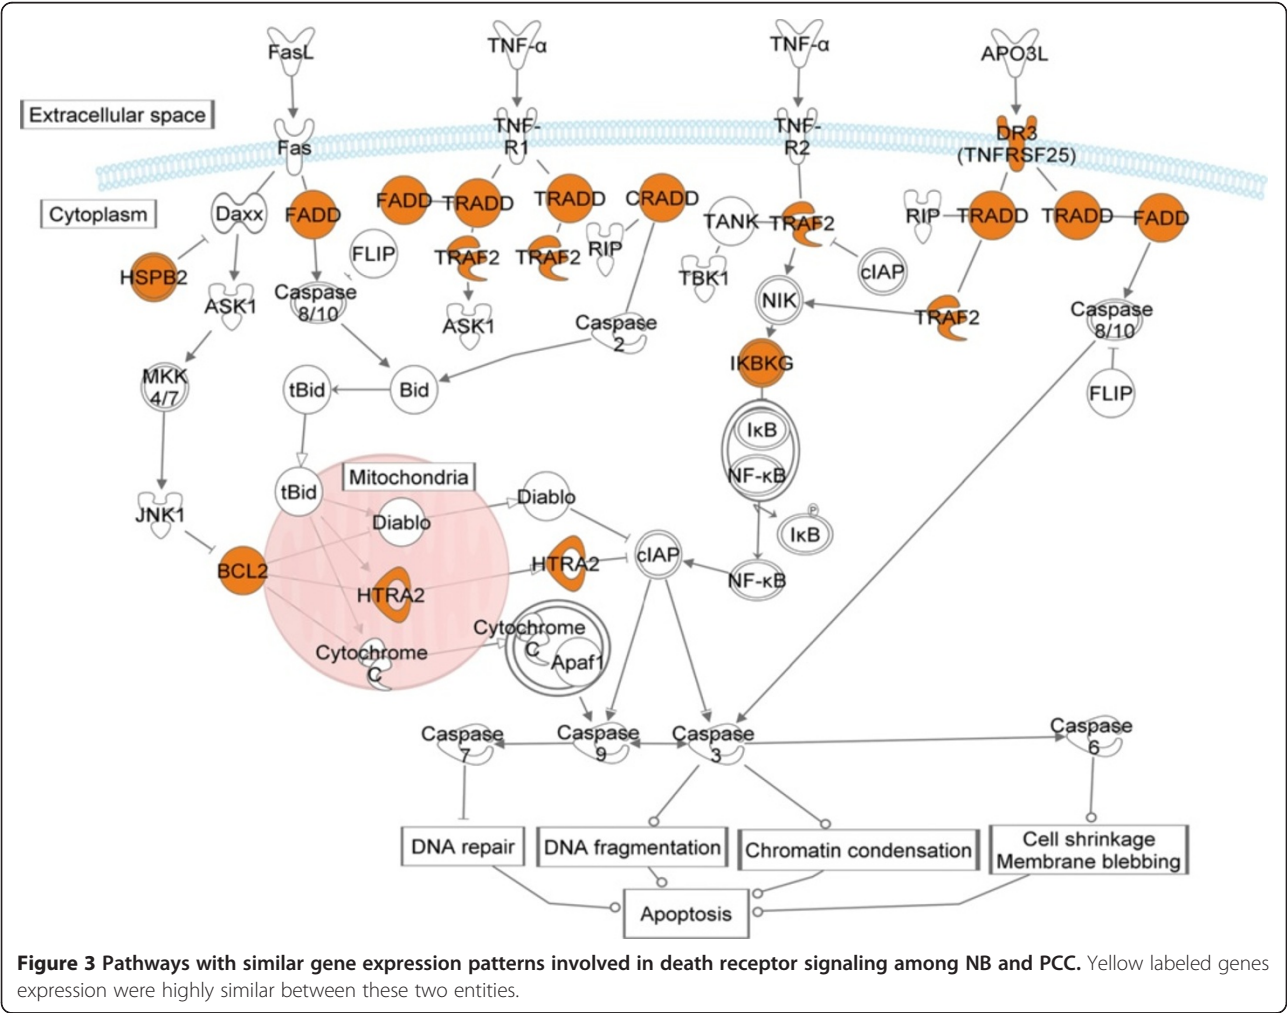 FasL
TNF-α
TNF-α
APO3L
Extracellular space
Fas
TNF-
R1
TNF-
R2
DR3
(TNFRSF25)
Cytoplasm
Daxx
FADD
FADD
TRADD
TRADD
CRADD
TANK
TRAF2
RIP
TRADD
TRADD
FADD
HSPB2
FLIP
TRAF2
TRAF2
RIP
TBK1
cIAP
ASK1
Caspase
8/10
ASK1
Caspase
2
NIK
TRAF2
Caspase
8/10
MKK
4/7
tBid
Bid
IKBKG
FLIP
IκB
NF-κB
tBid
Mitochondria
JNK1
Diablo
Diablo
P
IκB
BCL2
HTRA2
HTRA2
cIAP
NF-κB
Cytochrome
C
Cytochrome
C
Apaf1
Caspase
7
Caspase
9
Caspase
3
Caspase
6
DNA repair
DNA fragmentation
Chromatin condensation
Cell shrinkage
Membrane blebbing
Apoptosis
Figure 3 Pathways with similar gene expression patterns involved in death receptor signaling among NB and PCC. Yellow labeled genes
expression were highly similar between these two entities.